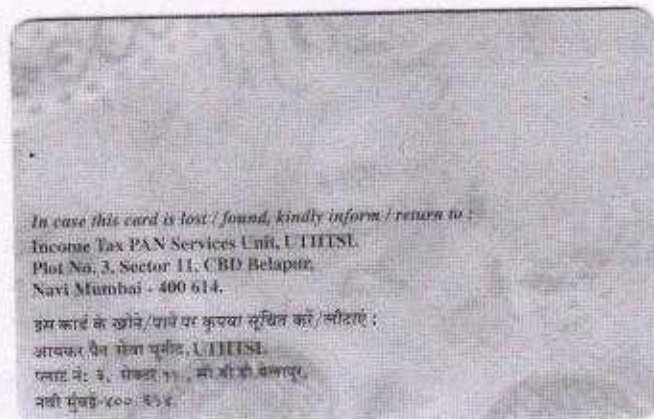 In case this card is lost / found, kindly inform / return to :
Income Tax PAN Services Unit, UTIITSL
Plot No. 3, Sector 11, CBD Belapur,
Navi Mumbai - 400 614.
इस कार्ड के खोने/पाने पर कृपया सूचित करें/लौटाएं :
आयकर पैन सेवा यूनीट, UTIITSL
प्लाट नं: ३, सेक्टर ११, सी.बी.डी.बेलापूर,
नवी मुंबई-४०० ६१४.